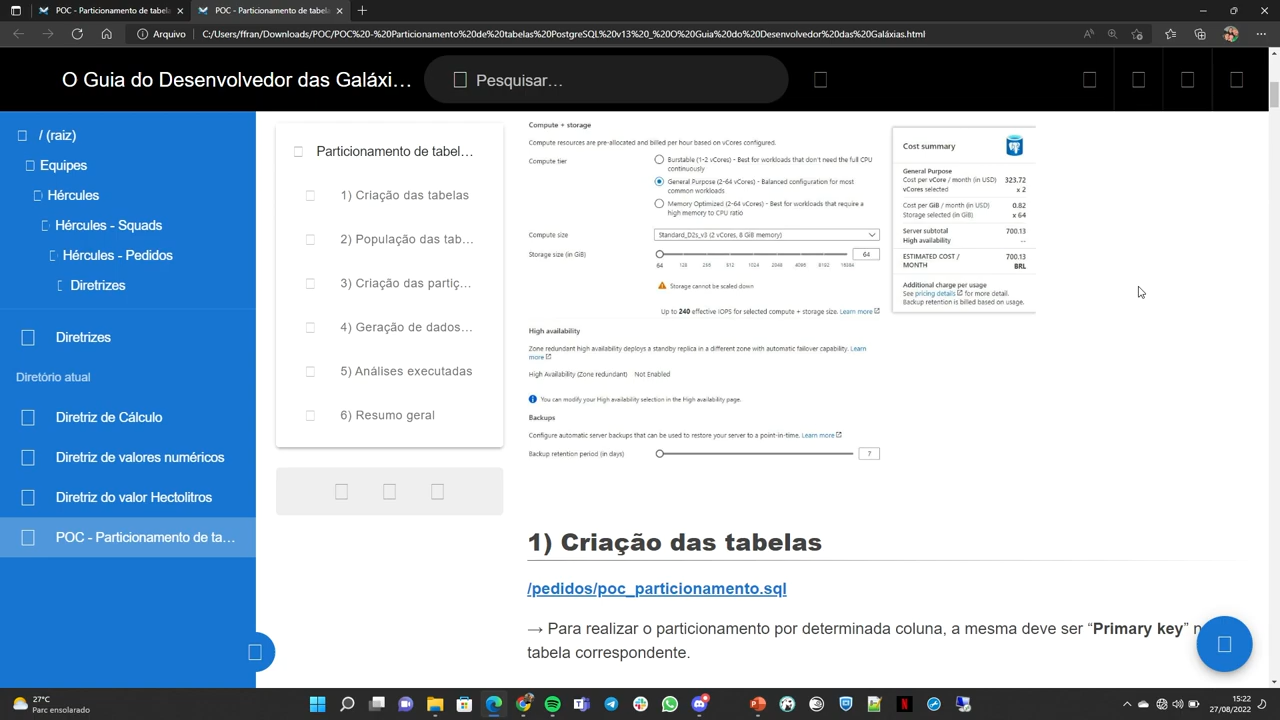 POC - Particionamento de tabela
POC - Particionamento de tabela
Arquivo
C:/Users/ffran/Downloads/POC/POC%20-%20Particionamento%20de%20tabelas%20PostgreSQL%20v13%20_%20O%20Guia%20do%20Desenvolvedor%20das%20Galáxias.html
O Guia do Desenvolvedor das Galáxi...
Pesquisar...
/ (raiz)
Equipes
Hércules
Hércules - Squads
Hércules - Pedidos
Diretrizes
Diretrizes
Diretório atual
Diretriz de Cálculo
Diretriz de valores numéricos
Diretriz do valor Hectolitros
POC - Particionamento de ta...
Particionamento de tabel...
1) Criação das tabelas
2) População das tab...
3) Criação das partiç...
4) Geração de dados...
5) Análises executadas
6) Resumo geral
Compute + storage
Compute resources are pre-allocated and billed per hour based on vCores configured.
Compute tier
Burstable (1-2 vCores) - Best for workloads that don't need the full CPU
continuously
General Purpose (2-64 vCores) - Balanced configuration for most
common workloads
Memory Optimized (2-64 vCores) - Best for workloads that require a
high memory to CPU ratio
Compute size
Standard_D2s_v3 (2 vCores, 8 GiB memory)
Storage size (in GiB)
64
64 128 256 512 1024 2048 4096 8192 16384
Storage cannot be scaled down
Up to 240 effective IOPS for selected compute + storage size. Learn more
High availability
Zone redundant high availability deploys a standby replica in a different zone with automatic failover capability. Learn
more
High Availability (Zone redundant) Not Enabled
You can modify your High availability selection in the High availability page.
Backups
Configure automatic server backups that can be used to restore your server to a point-in-time. Learn more
Backup retention period (in days)
7
Cost summary
General Purpose
Cost per vCore / month (in USD) 323.72
vCores selected x 2
Cost per GiB / month (in USD) 0.82
Storage selected (in GiB) x 64
Server subtotal 700.13
High availability --
ESTIMATED COST / 700.13
MONTH BRL
Additional charge per usage
See pricing details for more detail.
Backup retention is billed based on usage.
1) Criação das tabelas
/pedidos/poc_particionamento.sql
→ Para realizar o particionamento por determinada coluna, a mesma deve ser “Primary key” n
tabela correspondente.
27°C
Parc ensolarado
15:22
27/08/2022